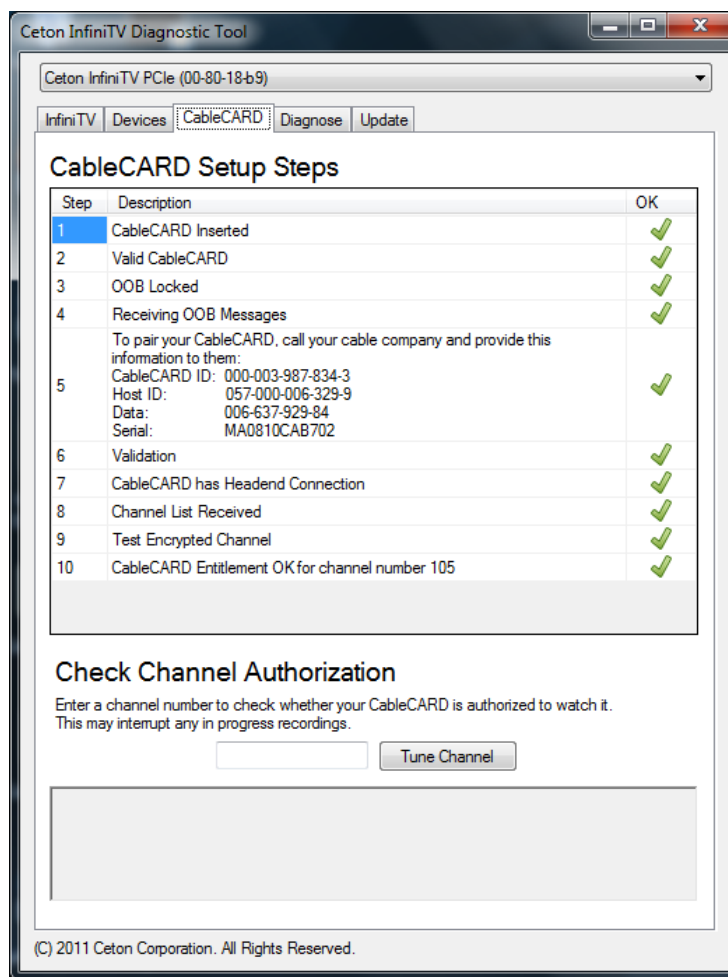 Ceton InfiniTV Diagnostic Tool
Ceton InfiniTV PCIe (00-80-18-b9)
InfiniTV Devices CableCARD Diagnose Update
CableCARD Setup Steps
Step Description OK
1 CableCARD Inserted
2 Valid CableCARD
3 OOB Locked
4 Receiving OOB Messages
5 To pair your CableCARD, call your cable company and provide this
information to them:
CableCARD ID: 000-003-987-834-3
Host ID: 057-000-006-329-9
Data: 006-637-929-84
Serial: MA0810CAB702
6 Validation
7 CableCARD has Headend Connection
8 Channel List Received
9 Test Encrypted Channel
10 CableCARD Entitlement OK for channel number 105
Check Channel Authorization
Enter a channel number to check whether your CableCARD is authorized to watch it.
This may interrupt any in progress recordings.
Tune Channel
(C) 2011 Ceton Corporation. All Rights Reserved.